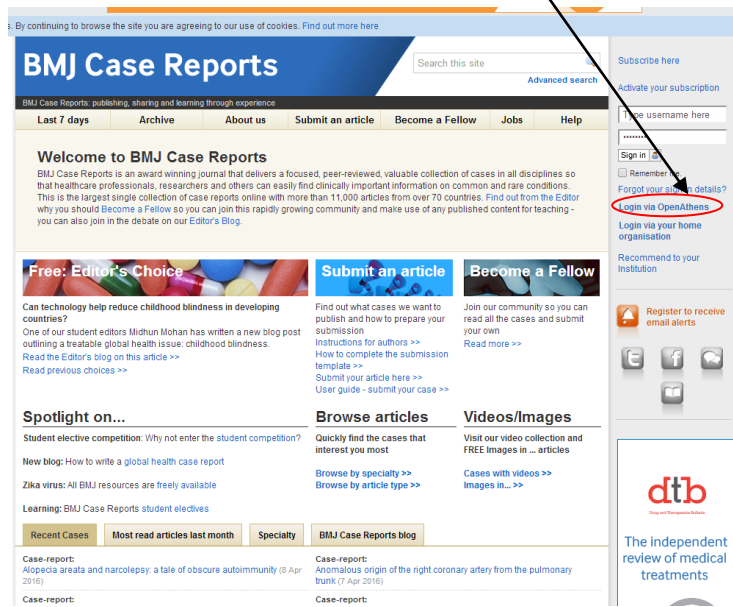 s. By continuing to browse the site you are agreeing to our use of cookies. Find out more here
BMJ Case Reports
Search this site
Advanced search
BMJ Case Reports: publishing, sharing and learning through experience
Last 7 days Archive About us Submit an article Become a Fellow Jobs Help
Welcome to BMJ Case Reports
BMJ Case Reports is an award winning journal that delivers a focused, peer-reviewed, valuable collection of cases in all disciplines so
that healthcare professionals, researchers and others can easily find clinically important information on common and rare conditions.
This is the largest single collection of case reports online with more than 11,000 articles from over 70 countries. Find out from the Editor
why you should Become a Fellow so you can join this rapidly growing community and make use of any published content for teaching -
you can also join in the debate on our Editor's Blog.
Free: Editor's Choice
Can technology help reduce childhood blindness in developing
countries?
One of our student editors Midhun Mohan has written a new blog post
outlining a treatable global health issue: childhood blindness.
Read the Editor's blog on this article >>
Read previous choices >>
Submit an article
Find out what cases we want to
publish and how to prepare your
submission
Instructions for authors >>
How to complete the submission
template >>
Submit your article here >>
User guide - submit your case >>
Become a Fellow
Join our community so you can
read all the cases and submit
your own
Read more >>
Spotlight on...
Student elective competition: Why not enter the student competition?
New blog: How to write a global health case report
Zika virus: All BMJ resources are freely available
Learning: BMJ Case Reports student electives
Browse articles
Quickly find the cases that
interest you most
Browse by specialty >>
Browse by article type >>
Videos/Images
Visit our video collection and
FREE Images in ... articles
Cases with videos >>
Images in... >>
Recent Cases Most read articles last month Specialty BMJ Case Reports blog
Case-report:
Alopecia areata and narcolepsy: a tale of obscure autoimmunity (8 Apr
2016)
Case-report:
Anomalous origin of the right coronary artery from the pulmonary
trunk (7 Apr 2016)
Case-report:
Case-report:
Subscribe here
Activate your subscription
Type username here
••••••••
Sign in
Remember me.
Forgot your sign in details?
Login via OpenAthens
Login via your home
organisation
Recommend to your
Institution
Register to receive
email alerts
dtb
Drug and Therapeutics Bulletin
The independent
review of medical
treatments